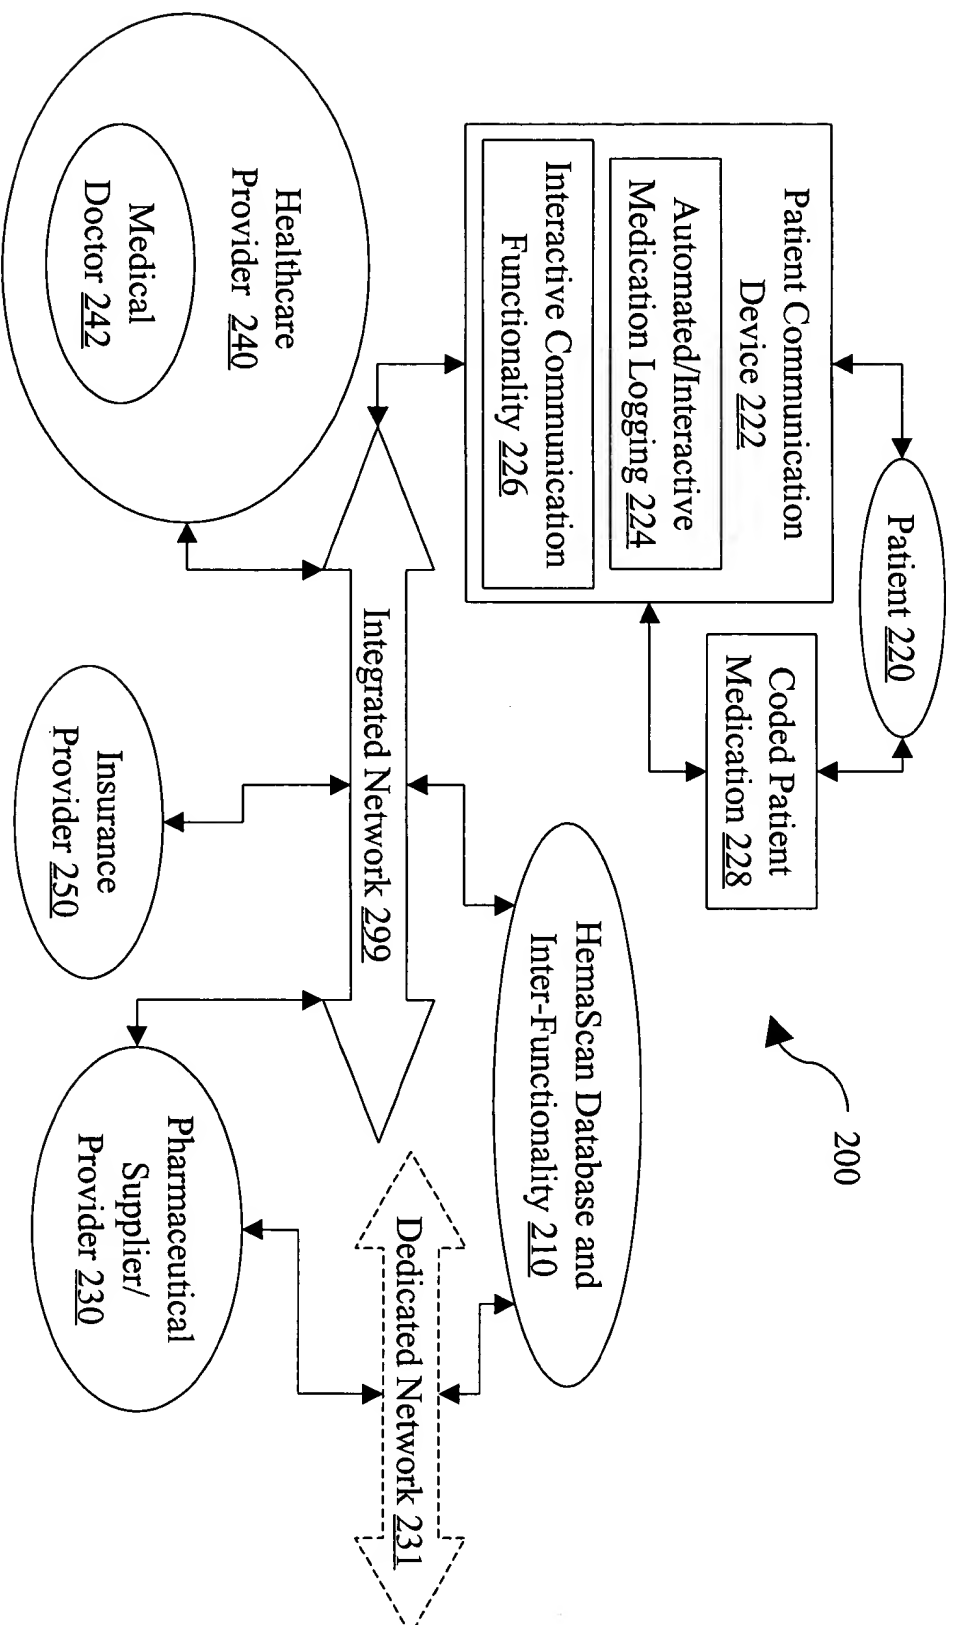 Patient 220
Patient Communication
Device 222
Automated/Interactive
Medication Logging 224
Interactive Communication
Functionality 226
Coded Patient
Medication 228
200
HemaScan Database and
Inter-Functionality 210
Integrated Network 299
Dedicated Network 231
Healthcare
Provider 240
Medical
Doctor 242
Insurance
Provider 250
Pharmaceutical
Supplier/
Provider 230